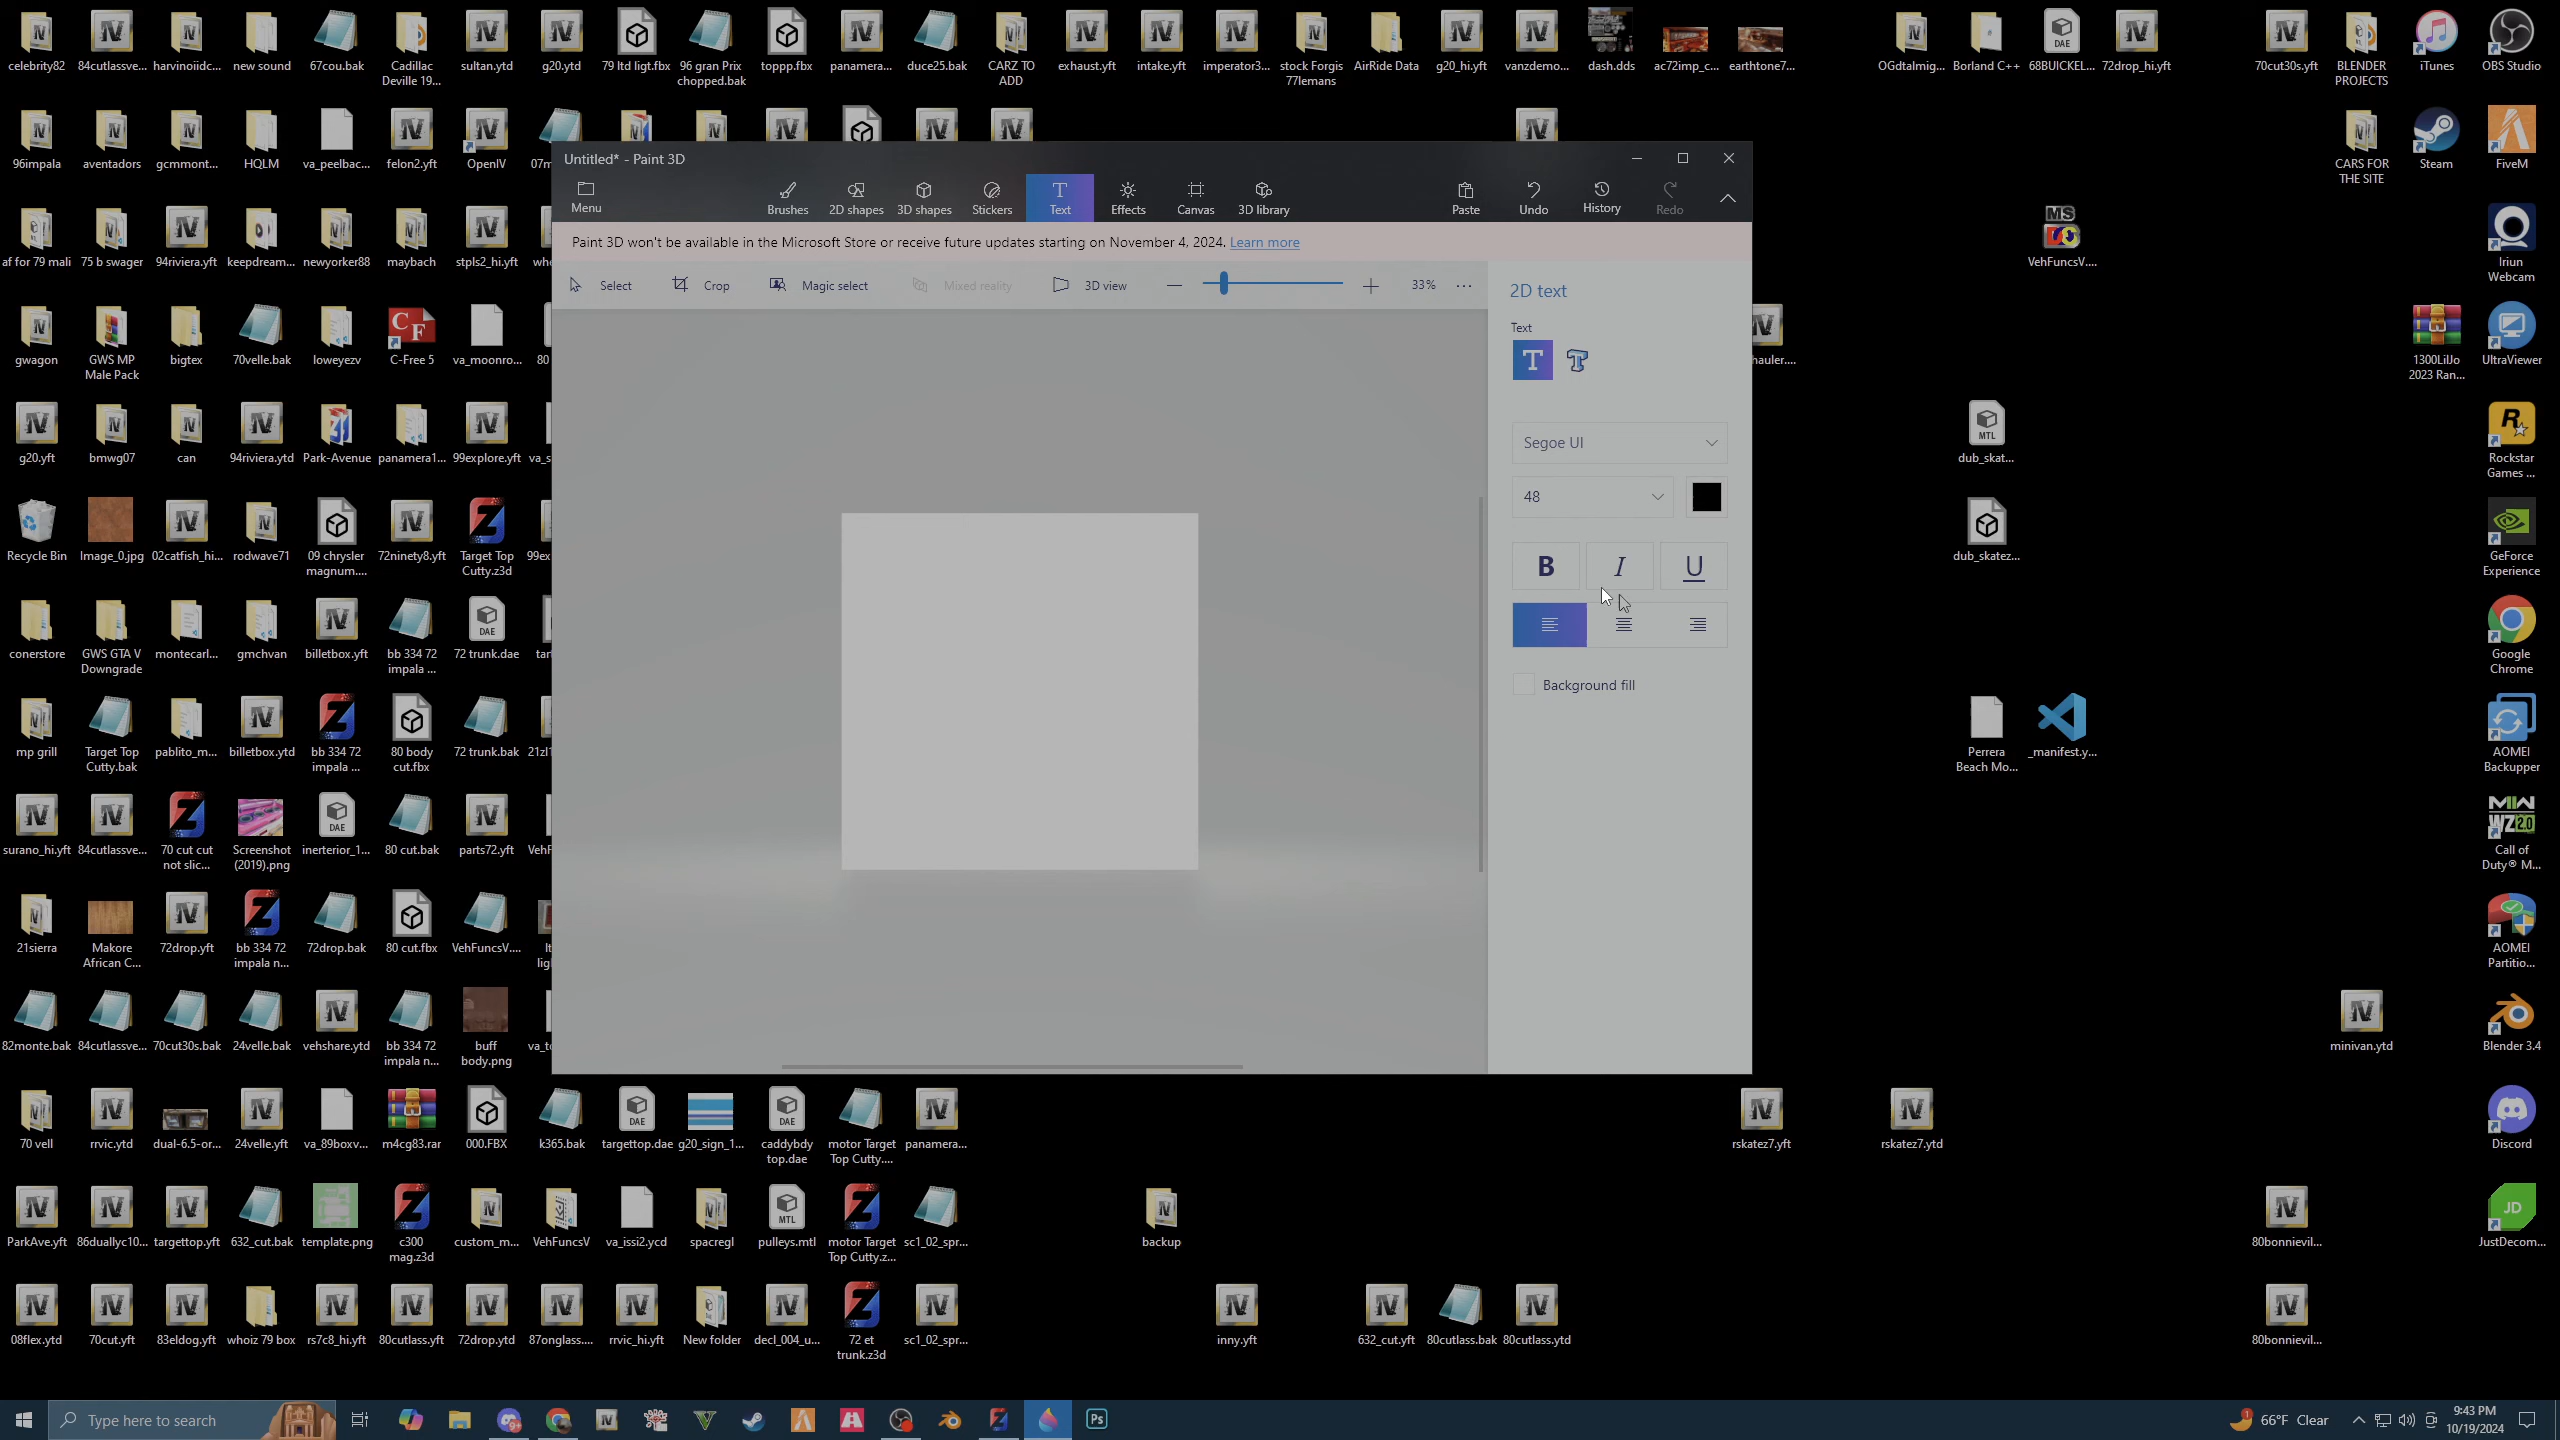 celebrity82 84cutlassve... harvinoiidc... new sound 67cou.bak Cadillac Deville 19... sultan.ytd g20.ytd 79 ltd ligt.fbx 96 gran Prix chopped.bak toppp.fbx panamera... duce25.bak CARZ TO ADD exhaust.yft intake.yft imperator3... stock Forgis 77lemans AirRide Data g20_hi.yft vanzdemo... dash.dds ac72imp_c... earthtone7... OGdtalmig... Borland C++ 68BUICKEL... 72drop_hi.yft 70cut30s.yft BLENDER PROJECTS iTunes OBS Studio
96impala aventadors gcmmont... HQLM va_peelbac... felon2.yft OpenIV CARS FOR THE SITE Steam FiveM
Untitled* - Paint 3D
Menu Brushes 2D shapes 3D shapes Stickers Text Effects Canvas 3D library Paste Undo History Redo
Paint 3D won't be available in the Microsoft Store or receive future updates starting on November 4, 2024. Learn more
Select Crop Magic select Mixed reality 3D view 33%
2D text
Text
Segoe UI
48
B I U
Background fill
af for 79 mali 75 b swager 94riviera.yft keepdream... newyorker88 maybach stpls2_hi.yft VehFuncsV.... Iriun Webcam
gwagon GWS MP Male Pack bigtex 70velle.bak loweyezv C-Free 5 va_moonro... hauler.... 1300LilJo 2023 Ran... UltraViewer
g20.yft bmwg07 can 94riviera.ytd Park-Avenue panamera1... 99explore.yft dub_skat... Rockstar Games ...
Recycle Bin Image_0.jpg 02catfish_hi... rodwave71 09 chrysler magnum.... 72ninety8.yft Target Top Cutty.z3d dub_skatez... GeForce Experience
conerstore GWS GTA V Downgrade montecarl... gmchvan billetbox.yft bb 334 72 impala ... 72 trunk.dae Google Chrome
mp grill Target Top Cutty.bak pablito_m... billetbox.ytd bb 334 72 impala ... 80 body cut.fbx 72 trunk.bak Perrera Beach Mo... _manifest.y... AOMEI Backupper
surano_hi.yft 84cutlassve... 70 cut cut not slic... Screenshot (2019).png inerterior_1... 80 cut.bak parts72.yft Call of Duty® M...
21sierra Makore African C... 72drop.yft bb 334 72 impala n... 72drop.bak 80 cut.fbx VehFuncsV.... AOMEI Partitio...
82monte.bak 84cutlassve... 70cut30s.bak 24velle.bak vehshare.ytd bb 334 72 impala n... buff body.png minivan.ytd Blender 3.4
70 vell rrvic.ytd dual-6.5-or... 24velle.yft va_89boxv... m4cg83.rar 000.FBX k365.bak targettop.dae g20_sign_1... caddybdy top.dae motor Target Top Cutty.... panamera... rskatez7.yft rskatez7.ytd Discord
ParkAve.yft 86duallyc10... targettop.yft 632_cut.bak template.png c300 mag.z3d custom_m... VehFuncsV va_issi2.ycd spacregl pulleys.mtl motor Target Top Cutty.z... sc1_02_spr... backup 80bonnievil... JustDecom...
08flex.ytd 70cut.yft 83eldog.yft whoiz 79 box rs7c8_hi.yft 80cutlass.yft 72drop.ytd 87onglass.... rrvic_hi.yft New folder decl_004_u... 72 et trunk.z3d sc1_02_spr... inny.yft 632_cut.yft 80cutlass.bak 80cutlass.ytd 80bonnievil...
Type here to search 66°F Clear 9:43 PM
10/19/2024